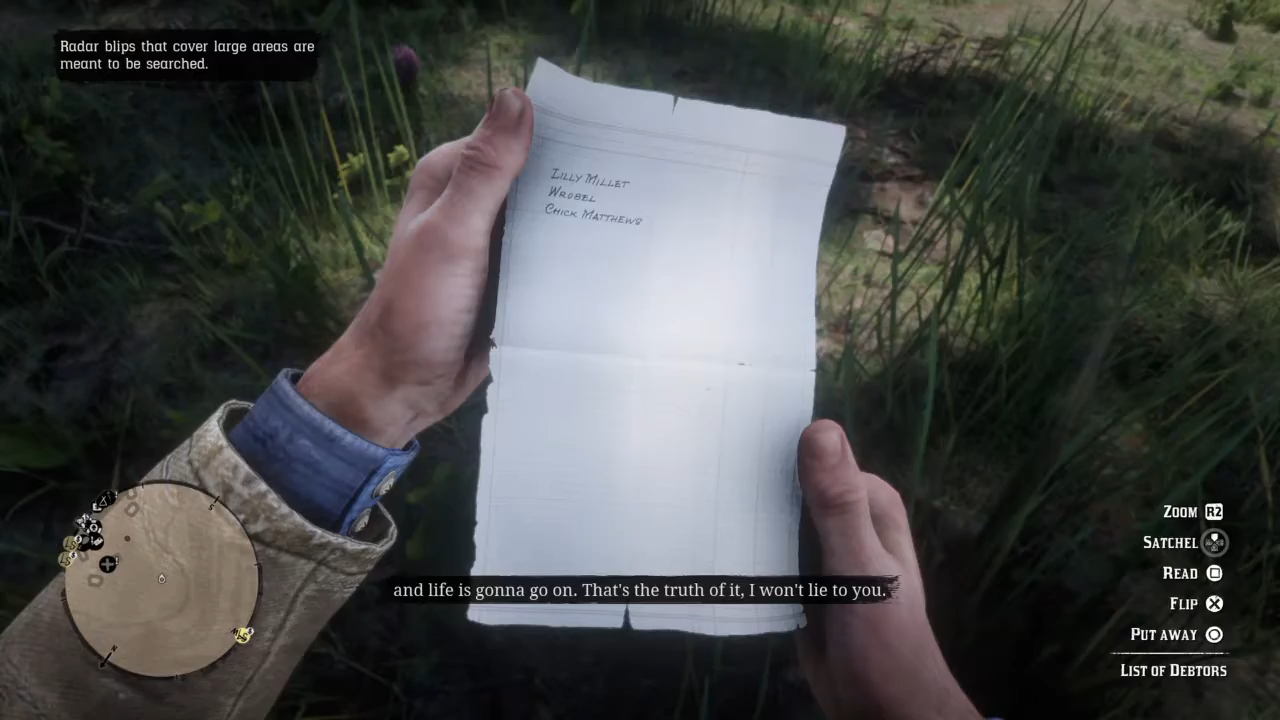 Radar blips that cover large areas are
meant to be searched.
LILLY MILLET
WROBEL
CHICK MATTHEWS
and life is gonna go on. That's the truth of it, I won't lie to you.
ZOOM R2
SATCHEL
READ
FLIP
PUT AWAY
LIST OF DEBTORS